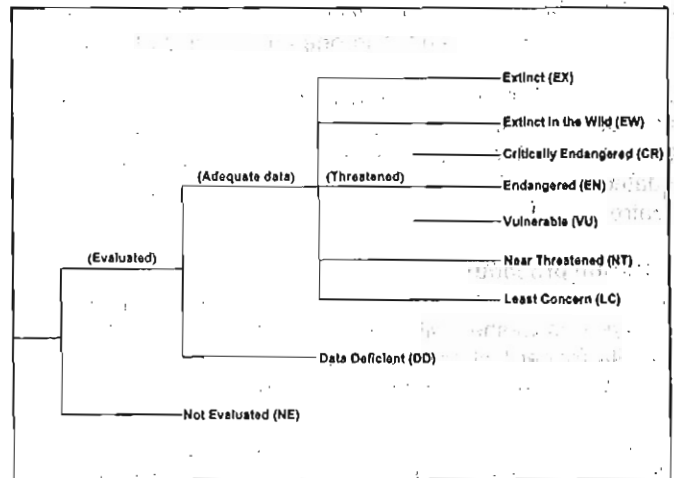 Extinct (EX)
Extinct in the Wild (EW)
Critically Endangered (CR)
(Adequate data)
(Threatened)
Endangered (EN)
Vulnerable (VU)
(Evaluated)
Near Threatened (NT)
Least Concern (LC)
Data Deficient (DD)
Not Evaluated (NE)